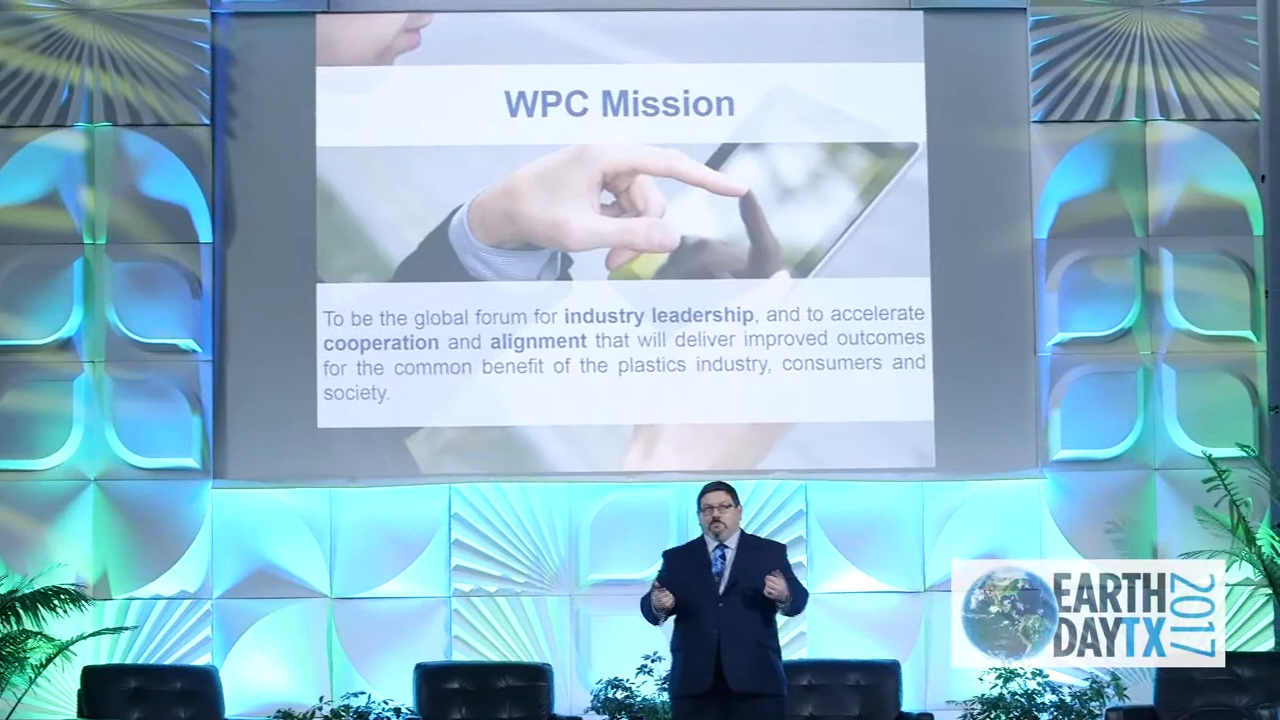 WPC Mission
To be the global forum for industry leadership, and to accelerate
cooperation and alignment that will deliver improved outcomes
for the common benefit of the plastics industry, consumers and
society.
EARTH
DAYTX
2017